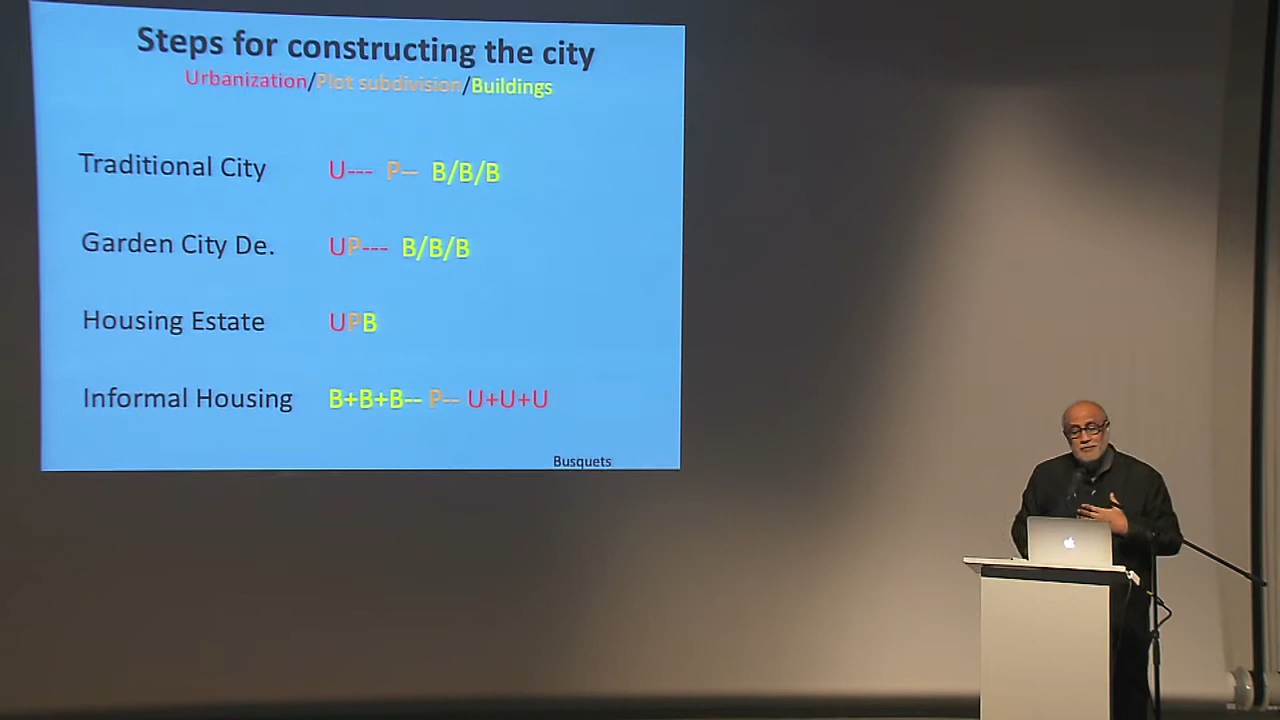 Steps for constructing the city
Urbanization/Plot subdivision/Buildings
Traditional City U--- P-- B/B/B
Garden City De. UP--- B/B/B
Housing Estate UPB
Informal Housing B+B+B-- P-- U+U+U
Busquets